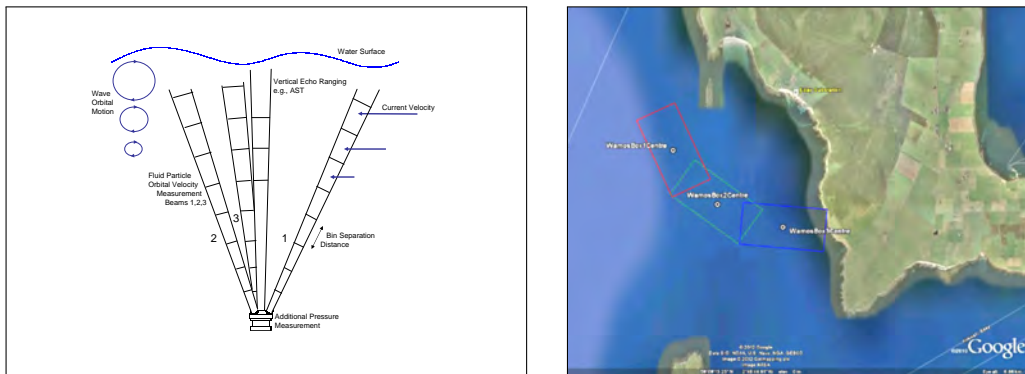 Water Surface
Vertical Echo Ranging
e.g., AST
Wave
Orbital
Motion
Current Velocity
Fluid Particle
Orbital Velocity
Measurement
Beams 1,2,3
3
2
1
Bin Separation
Distance
Additional Pressure
Measurement
WamosBox1Centre
WamosBox2Centre
Google